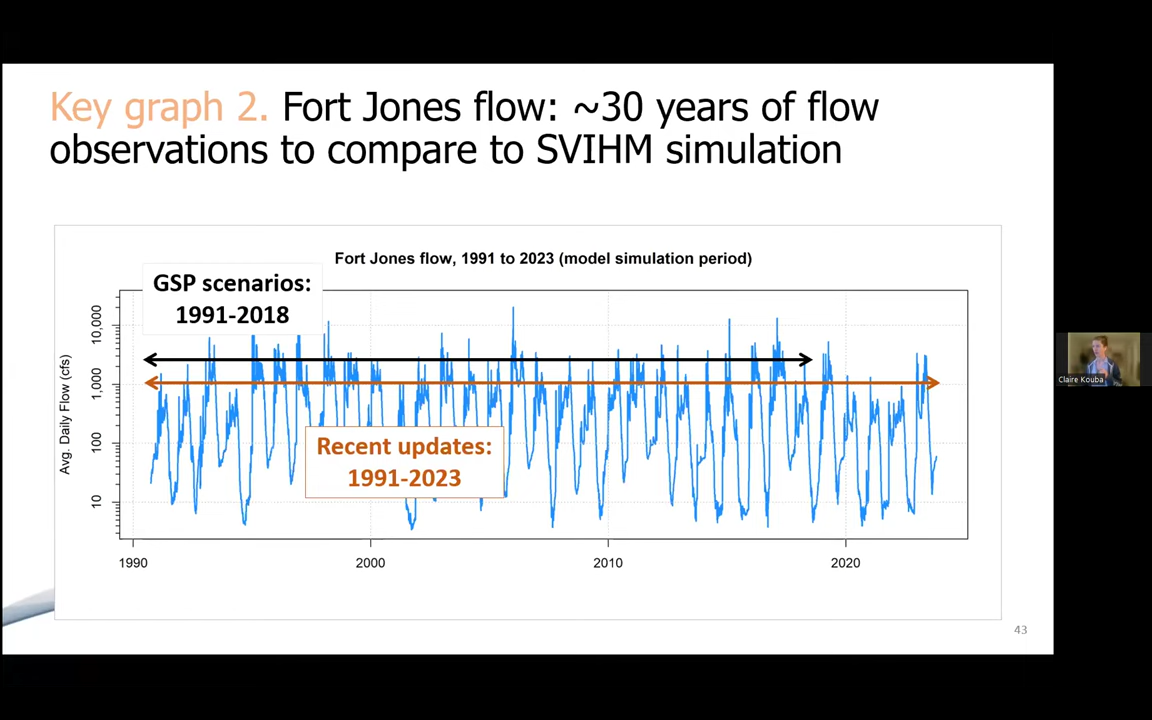 Key graph 2. Fort Jones flow: ~30 years of flow
observations to compare to SVIHM simulation
Fort Jones flow, 1991 to 2023 (model simulation period)
GSP scenarios:
1991-2018
Recent updates:
1991-2023
Avg. Daily Flow (cfs)
10,000
1,000
100
10
1990
2000
2010
2020
43
Claire Kouba